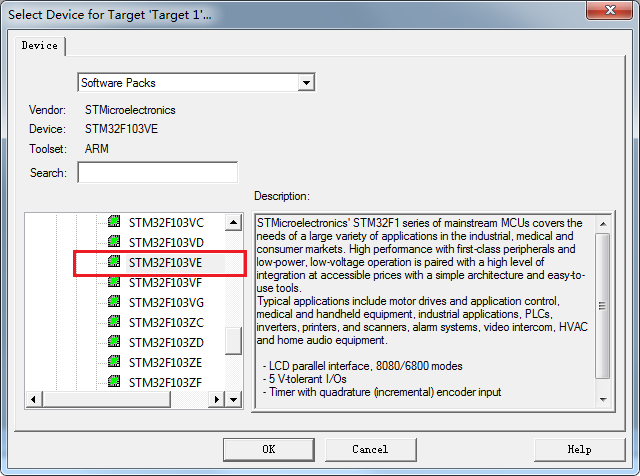 Select Device for Target 'Target 1'...
Device
Software Packs
Vendor: STMicroelectronics
Device: STM32F103VE
Toolset: ARM
Search:
Description:
STM32F103VC
STM32F103VD
STM32F103VE
STM32F103VF
STM32F103VG
STM32F103ZC
STM32F103ZD
STM32F103ZE
STM32F103ZF
STMicroelectronics' STM32F1 series of mainstream MCUs covers the
needs of a large variety of applications in the industrial, medical and
consumer markets. High performance with first-class peripherals and
low-power, low-voltage operation is paired with a high level of
integration at accessible prices with a simple architecture and easy-to-
use tools.
Typical applications include motor drives and application control,
medical and handheld equipment, industrial applications, PLCs,
inverters, printers, and scanners, alarm systems, video intercom, HVAC
and home audio equipment.
- LCD parallel interface, 8080/6800 modes
- 5 V-tolerant I/Os
- Timer with quadrature (incremental) encoder input
OK
Cancel
Help